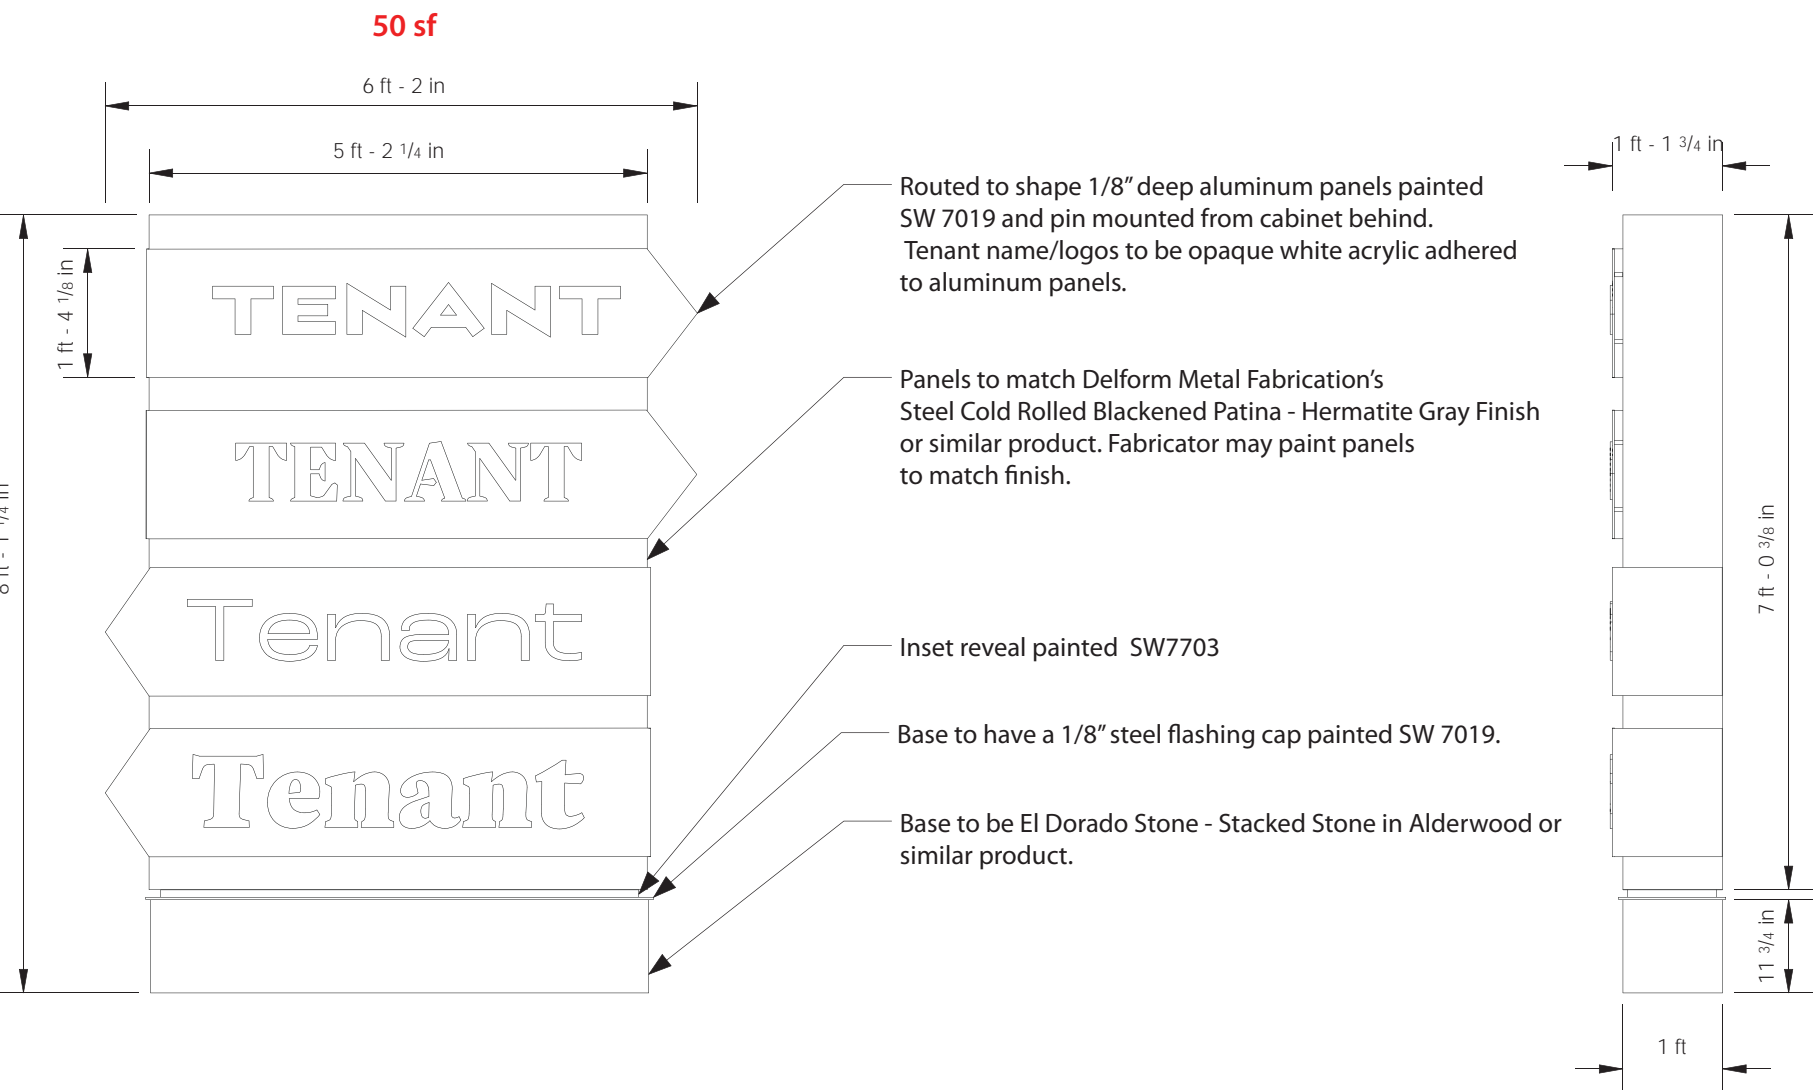 50 sf
6 ft - 2 in
5 ft - 2 1/4 in
1 ft - 1 3/4 in
Routed to shape 1/8” deep aluminum panels painted
SW 7019 and pin mounted from cabinet behind.
Tenant name/logos to be opaque white acrylic adhered
to aluminum panels.
1 ft - 4 1/8 in
TENANT
Panels to match Delform Metal Fabrication’s
Steel Cold Rolled Blackened Patina - Hermatite Gray Finish
or similar product. Fabricator may paint panels
to match finish.
TENANT
8 ft - 1 1/4 in
7 ft - 0 3/8 in
Tenant
Inset reveal painted SW7703
Base to have a 1/8” steel flashing cap painted SW 7019.
Tenant
Base to be El Dorado Stone - Stacked Stone in Alderwood or
similar product.
11 3/4 in
1 ft